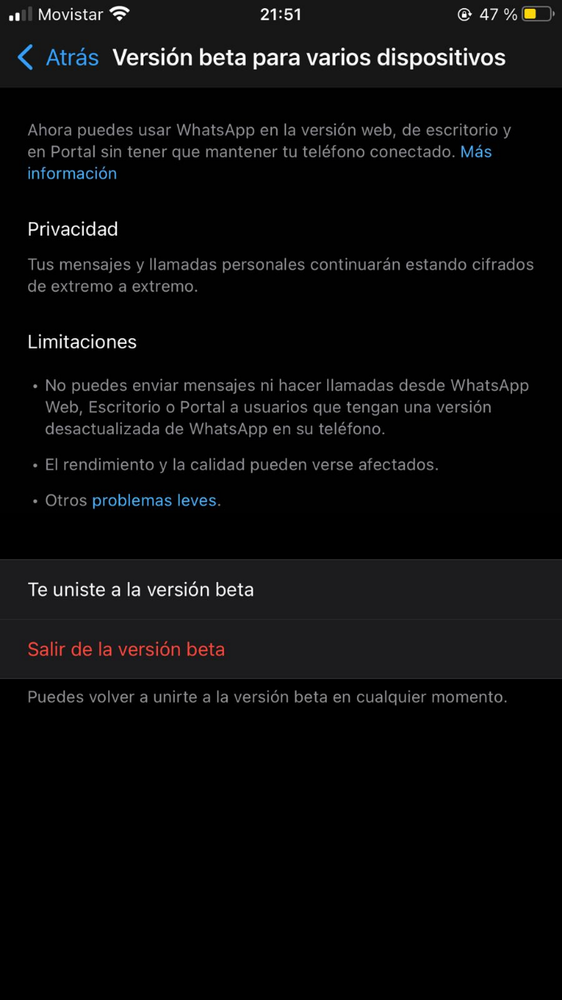 Movistar 21:51 47 %
Atrás Versión beta para varios dispositivos
Ahora puedes usar WhatsApp en la versión web, de escritorio y
en Portal sin tener que mantener tu teléfono conectado. Más
información
Privacidad
Tus mensajes y llamadas personales continuarán estando cifrados
de extremo a extremo.
Limitaciones
• No puedes enviar mensajes ni hacer llamadas desde WhatsApp
Web, Escritorio o Portal a usuarios que tengan una versión
desactualizada de WhatsApp en su teléfono.
• El rendimiento y la calidad pueden verse afectados.
• Otros problemas leves.
Te uniste a la versión beta
Salir de la versión beta
Puedes volver a unirte a la versión beta en cualquier momento.